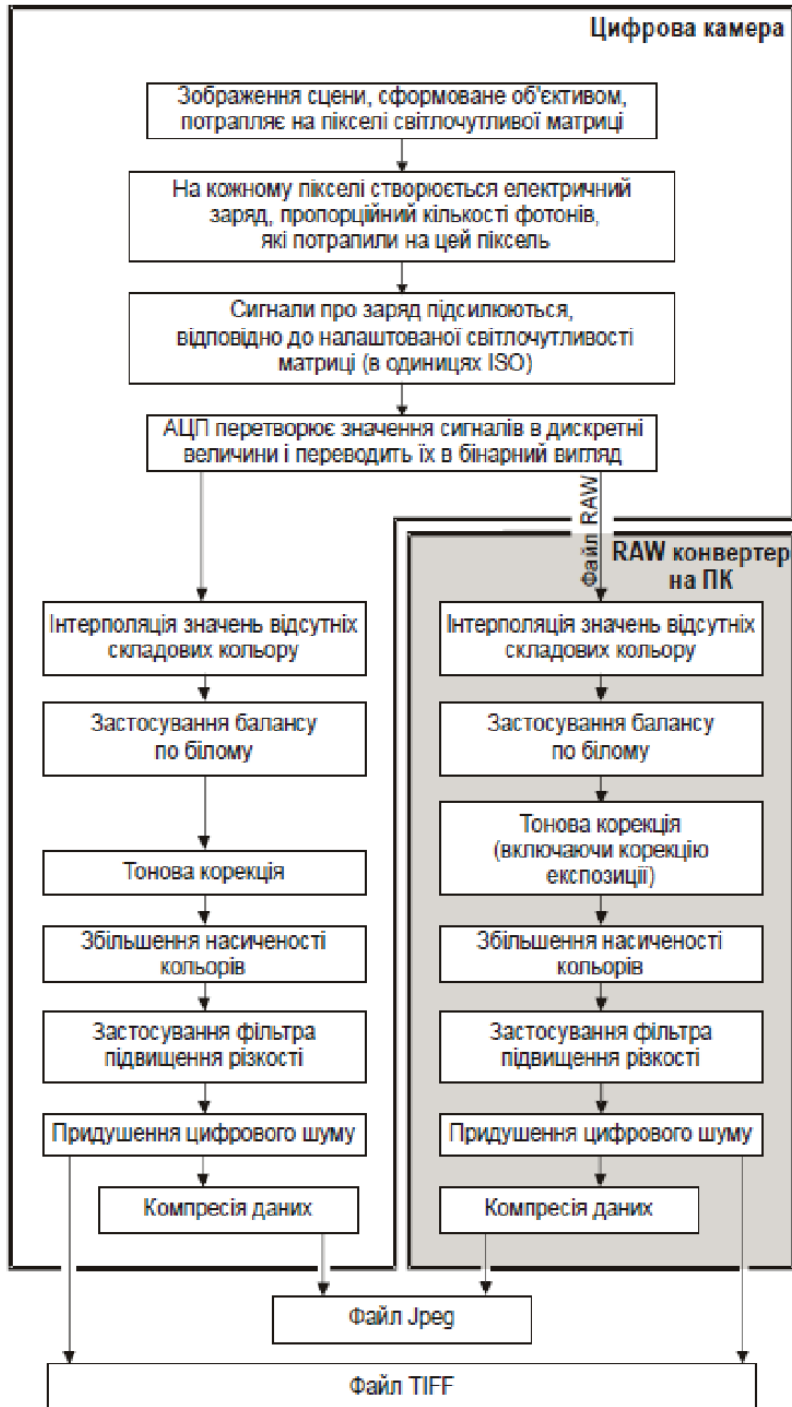 Цифрова камера
Зображення сцени, сформоване об'єктивом,
потрапляє на пікселі світлочутливої матриці
На кожному пікселі створюється електричний
заряд, пропорційний кількості фотонів,
які потрапили на цей піксель
Сигнали про заряд підсилюються,
відповідно до налаштованої світлочутливості
матриці (в одиницях ISO)
АЦП перетворює значення сигналів в дискретні
величини і переводить їх в бінарний вигляд
Файл RAW
RAW конвертер
на ПК
Інтерполяція значень відсутніх
складових кольору
Застосування балансу
по білому
Тонова корекція
Збільшення насиченості
кольорів
Застосування фільтра
підвищення різкості
Придушення цифрового шуму
Компресія даних
Інтерполяція значень відсутніх
складових кольору
Застосування балансу
по білому
Тонова корекція
(включаючи корекцію
експозиції)
Збільшення насиченості
кольорів
Застосування фільтра
підвищення різкості
Придушення цифрового шуму
Компресія даних
Файл Jpeg
Файл TIFF